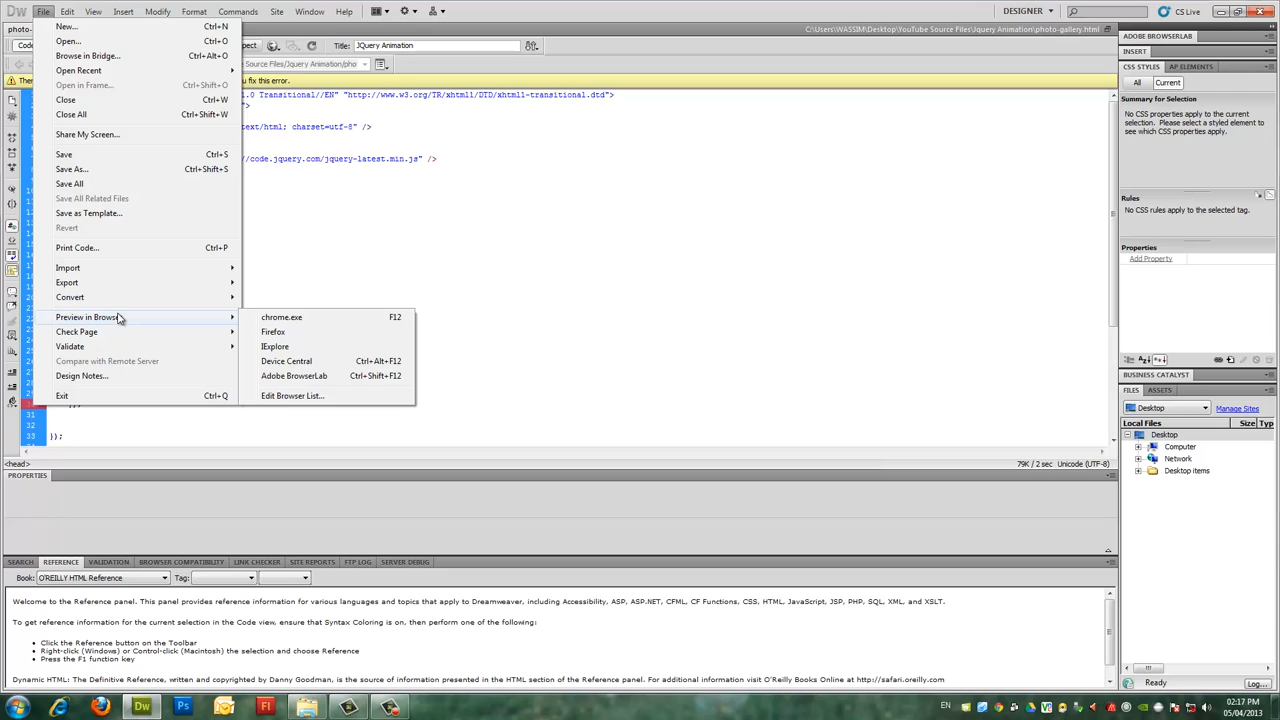 Dw File Edit View Insert Modify Format Commands Site Window Help DESIGNER CS Live
C:\Users\WASSIM\Desktop\YouTube Source Files\Jquery Animation\photo-gallery.html
photo-
Code
Title: JQuery Animation
Source Files/Jquery Animation/pho
Ther
u fix this error.
New... Ctrl+N
Open... Ctrl+O
Browse in Bridge... Ctrl+Alt+O
Open Recent
Open in Frame... Ctrl+Shift+O
Close Ctrl+W
Close All Ctrl+Shift+W
Share My Screen...
Save Ctrl+S
Save As... Ctrl+Shift+S
Save All
Save All Related Files
Save as Template...
Revert
Print Code... Ctrl+P
Import
Export
Convert
Preview in Brows
Check Page
Validate
Compare with Remote Server
Design Notes...
Exit Ctrl+Q
chrome.exe F12
Firefox
IExplore
Device Central Ctrl+Alt+F12
Adobe BrowserLab Ctrl+Shift+F12
Edit Browser List...
1.0 Transitional//EN" "http://www.w3.org/TR/xhtml1/DTD/xhtml1-transitional.dtd">
">
text/html; charset=utf-8" />
//code.jquery.com/jquery-latest.min.js" />
31
32
33 });
<head>
79K / 2 sec Unicode (UTF-8)
PROPERTIES
SEARCH REFERENCE VALIDATION BROWSER COMPATIBILITY LINK CHECKER SITE REPORTS FTP LOG SERVER DEBUG
Book: O'REILLY HTML Reference Tag:
Welcome to the Reference panel. This panel provides reference information for various languages and topics that apply to Dreamweaver, including Accessibility, ASP, ASP.NET, CFML, CF Functions, CSS, HTML, JavaScript, JSP, PHP, SQL, XML, and XSLT.
To get reference information for the current selection in the Code view, ensure that Syntax Coloring is on, then perform one of the following:
• Click the Reference button on the Toolbar
• Right-click (Windows) or Control-click (Macintosh) the selection and choose Reference
• Press the F1 function key
Dynamic HTML: The Definitive Reference, written and copyrighted by Danny Goodman, is the source of information presented in the HTML section of the Reference panel. For additional information visit O'Reilly Books Online at http://safari.oreilly.com
ADOBE BROWSERLAB
INSERT
CSS STYLES AP ELEMENTS
All Current
Summary for Selection
No CSS properties apply to the current
selection. Please select a styled element to
see which CSS properties apply.
Rules
No CSS rules apply to the selected tag.
Properties
Add Property
BUSINESS CATALYST
FILES ASSETS
Desktop Manage Sites
Local Files Size Typ
Desktop
Computer
Network
Desktop items
Ready Log...
Dw Ps Fl
EN
02:17 PM
05/04/2013